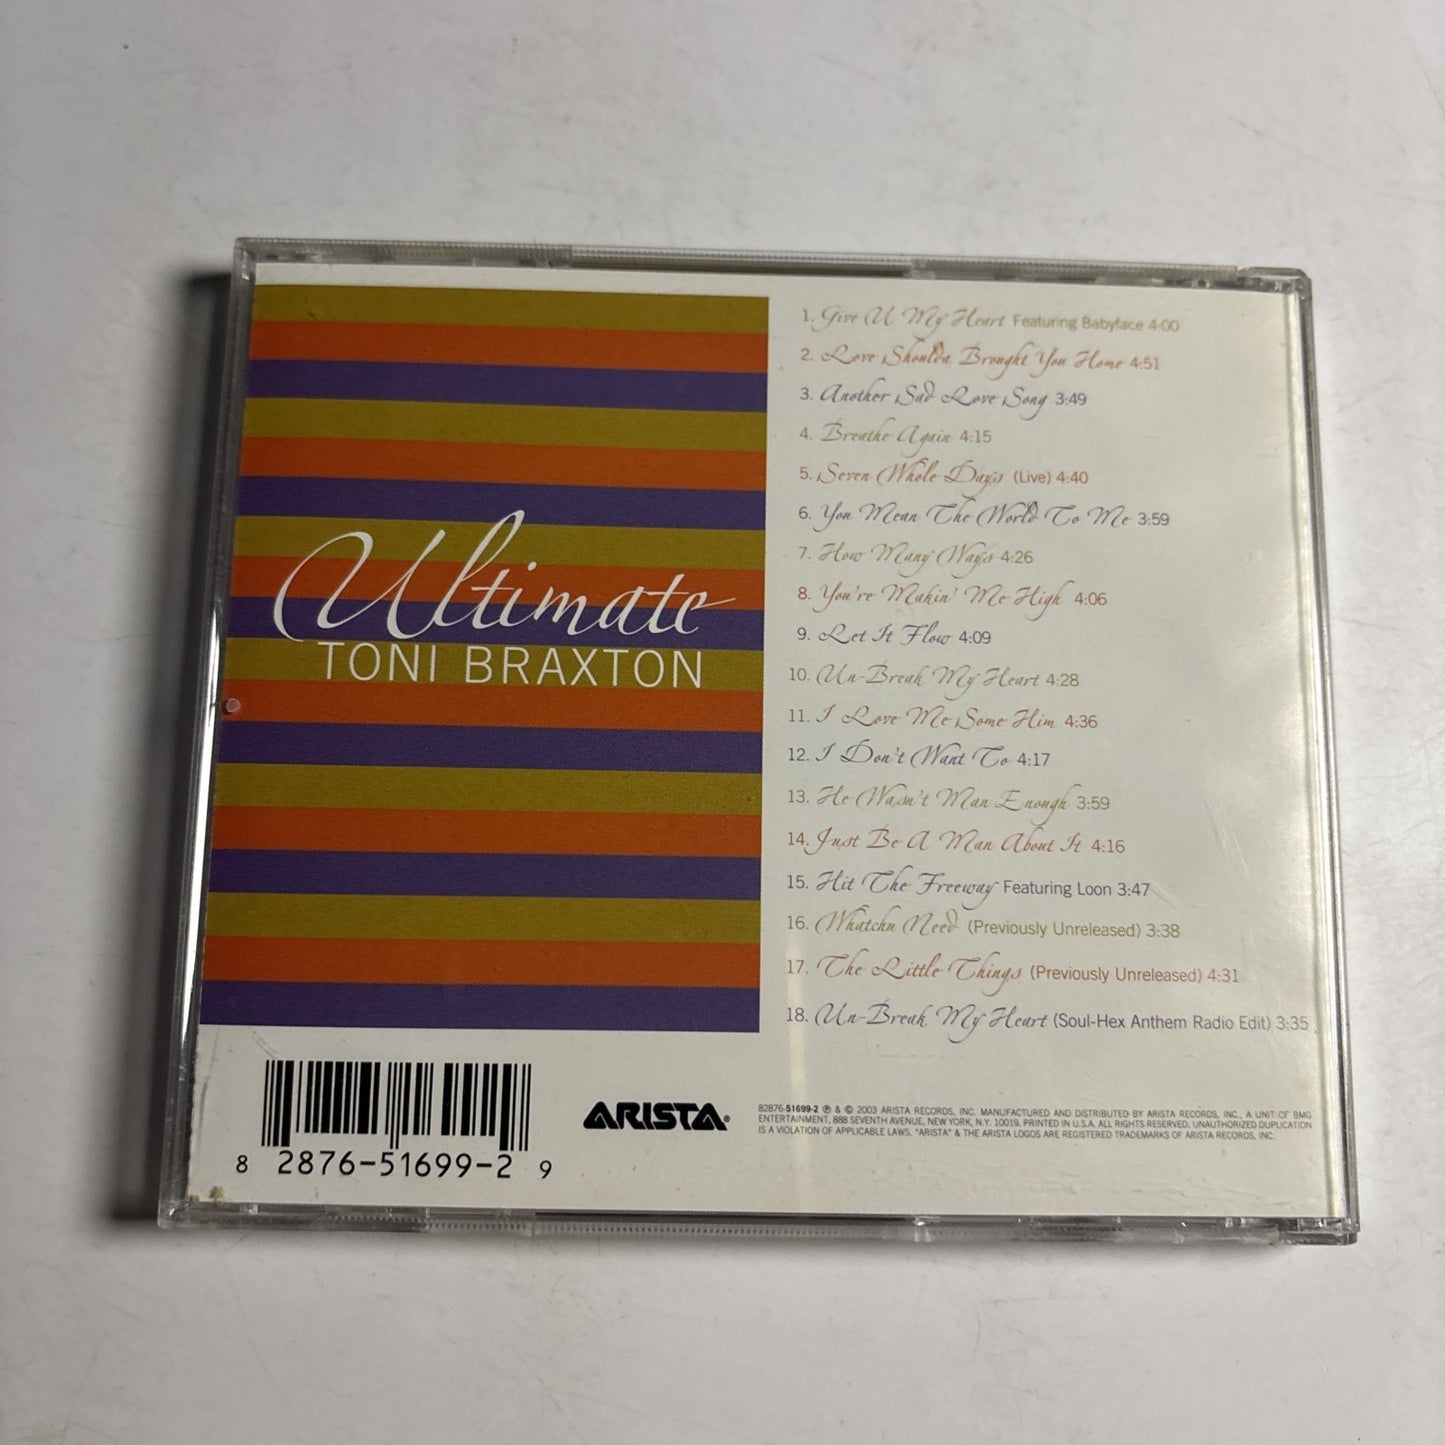 Ultimate
TONI BRAXTON
1. Give U My Heart Featuring Babyface 4:00
2. Love Shoulda Brought You Home 4:51
3. Another Sad Love Song 3:49
4. Breathe Again 4:15
5. Seven Whole Days (Live) 4:40
6. You Mean The World To Me 3:59
7. How Many Ways 4:26
8. You're Makin' Me High 4:06
9. Let It Flow 4:09
10. Un-Break My Heart 4:28
11. I Love Me Some Him 4:36
12. I Don't Want To 4:17
13. He Wasn't Man Enough 3:59
14. Just Be A Man About It 4:16
15. Hit The Freeway Featuring Loon 3:47
16. Whatchu Need (Previously Unreleased) 3:38
17. The Little Things (Previously Unreleased) 4:31
18. Un-Break My Heart (Soul-Hex Anthem Radio Edit) 3:35
8 2876-51699-2 9
ARISTA®
82876-51699-2 ℗ & © 2003 ARISTA RECORDS, INC. MANUFACTURED AND DISTRIBUTED BY ARISTA RECORDS, INC., A UNIT OF BMG
ENTERTAINMENT, 888 SEVENTH AVENUE, NEW YORK, N.Y. 10019. PRINTED IN U.S.A. ALL RIGHTS RESERVED. UNAUTHORIZED DUPLICATION
IS A VIOLATION OF APPLICABLE LAWS. "ARISTA" & THE ARISTA LOGOS ARE REGISTERED TRADEMARKS OF ARISTA RECORDS, INC.